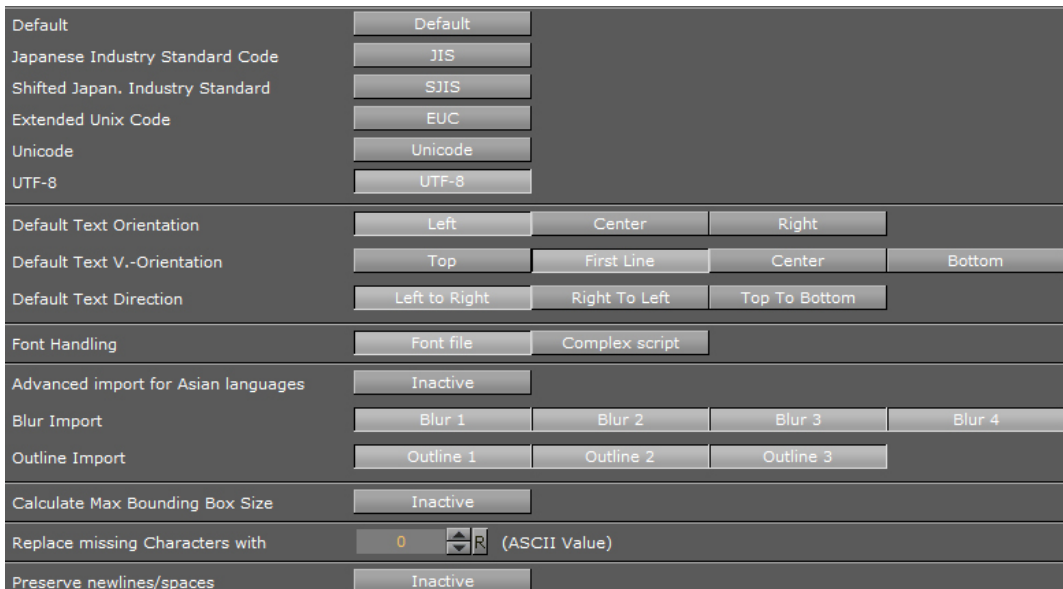 Default Default
Japanese Industry Standard Code JIS
Shifted Japan. Industry Standard SJIS
Extended Unix Code EUC
Unicode Unicode
UTF-8 UTF-8
Default Text Orientation Left Center Right
Default Text V.-Orientation Top First Line Center Bottom
Default Text Direction Left to Right Right To Left Top To Bottom
Font Handling Font file Complex script
Advanced import for Asian languages Inactive
Blur Import Blur 1 Blur 2 Blur 3 Blur 4
Outline Import Outline 1 Outline 2 Outline 3
Calculate Max Bounding Box Size Inactive
Replace missing Characters with 0 R (ASCII Value)
Preserve newlines/spaces Inactive